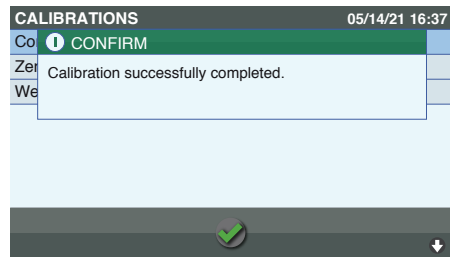 CALIBRATIONS 05/14/21 16:37
Co
CONFIRM
Zer
Calibration successfully completed.
We